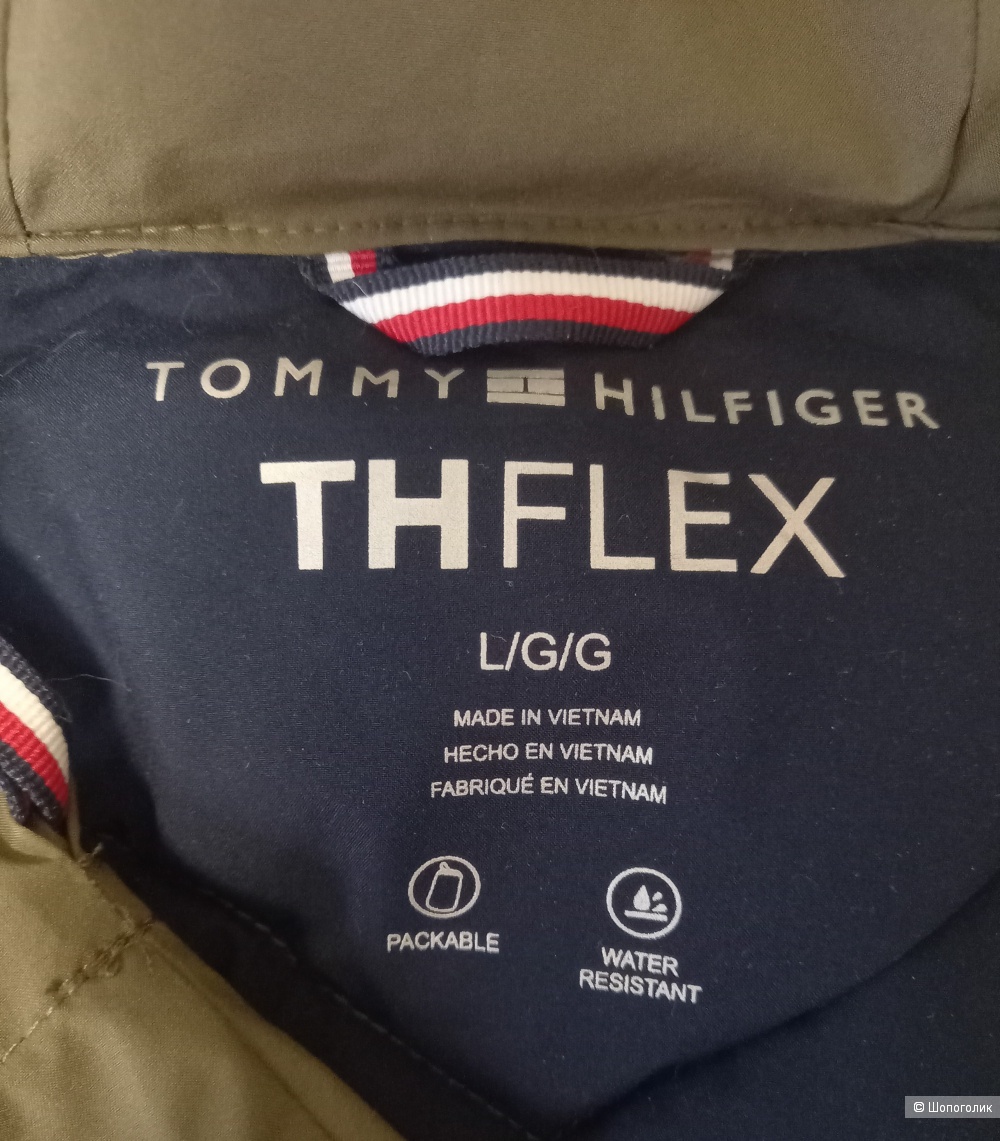 TOMMY HILFIGER
THFLEX
L/G/G
MADE IN VIETNAM
HECHO EN VIETNAM
FABRIQUÉ EN VIETNAM
PACKABLE
WATER
RESISTANT
© Шопоголик